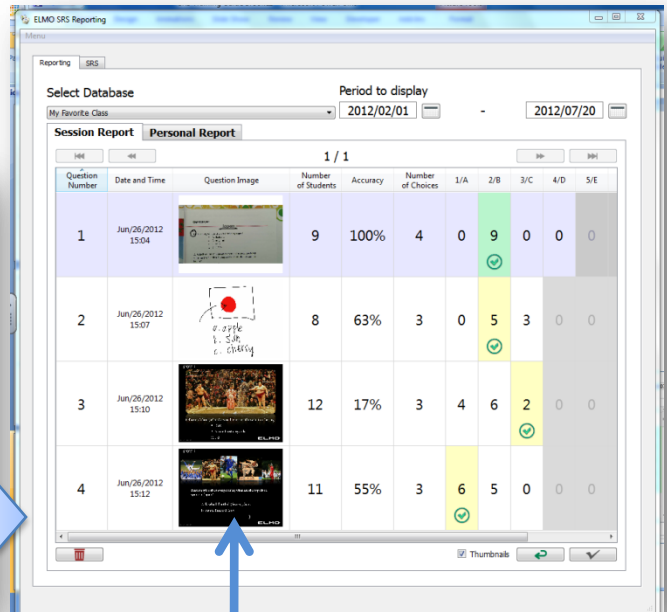 ELMO SRS Reporting
Menu
Reporting SRS
Select Database Period to display
My Favorite Class 2012/02/01 - 2012/07/20
Session Report Personal Report
1 / 1
Question Number Date and Time Question Image Number of Students Accuracy Number of Choices 1/A 2/B 3/C 4/D 5/E
1 Jun/26/2012 15:04 9 100% 4 0 9 0 0 0
2 Jun/26/2012 15:07 8 63% 3 0 5 3 0 0
a. apple
b. Sun
c. cherry
3 Jun/26/2012 15:10 12 17% 3 4 6 2 0 0
ELMO
4 Jun/26/2012 15:12 11 55% 3 6 5 0 0 0
ELMO
Thumbnails